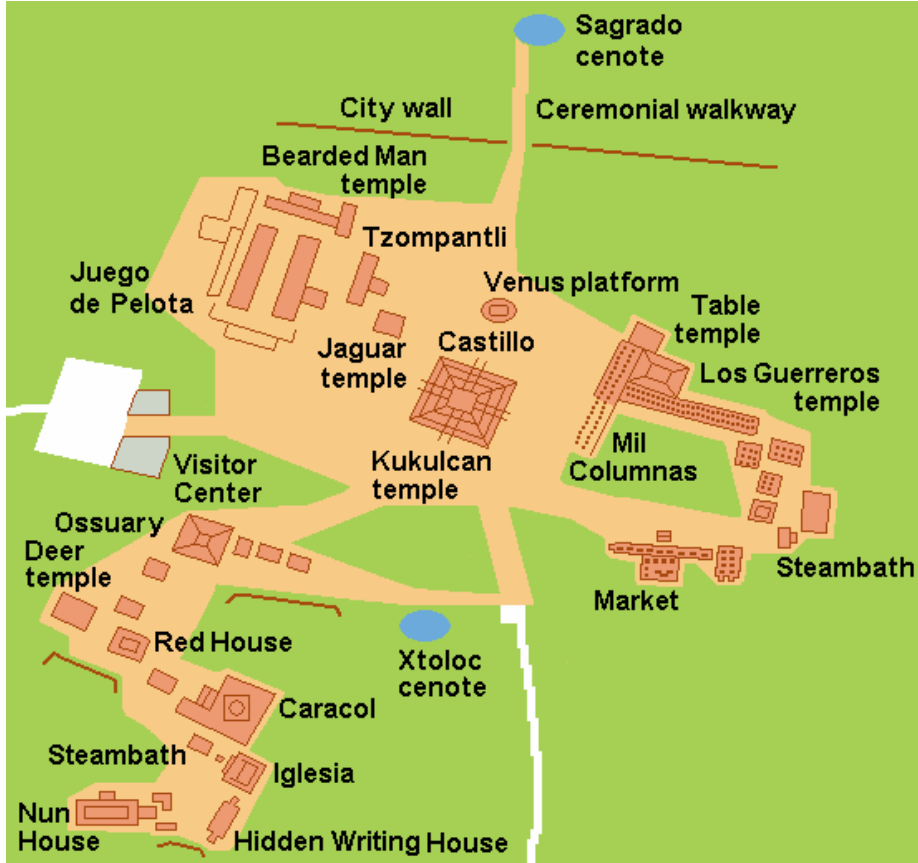 Sagrado
cenote
City wall
Ceremonial walkway
Bearded Man
temple
Tzompantli
Juego
de Pelota
Venus platform
Table
temple
Jaguar
temple
Castillo
Los Guerreros
temple
Mil
Columnas
Kukulcan
temple
Visitor
Center
Ossuary
Deer
temple
Steambath
Market
Red House
Xtoloc
cenote
Caracol
Steambath
Iglesia
Nun
House
Hidden Writing House